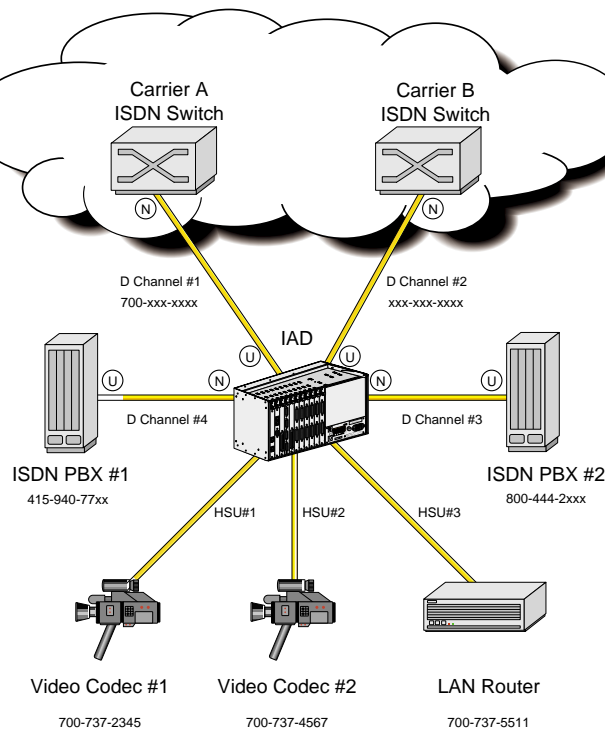 Carrier A
ISDN Switch
Carrier B
ISDN Switch
N
N
D Channel #1
700-xxx-xxxx
D Channel #2
xxx-xxx-xxxx
IAD
U
U
U
N
N
U
D Channel #4
D Channel #3
ISDN PBX #1
415-940-77xx
ISDN PBX #2
800-444-2xxx
HSU#1
HSU#2
HSU#3
Video Codec #1
Video Codec #2
LAN Router
700-737-2345
700-737-4567
700-737-5511